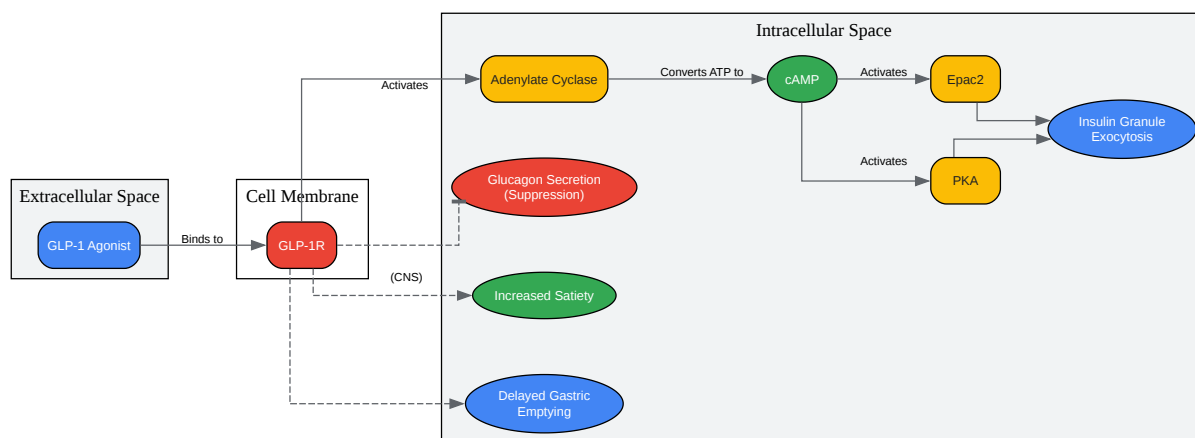 Intracellular Space
Adenylate Cyclase
Converts ATP to
cAMP
Activates
Epac2
Activates
Insulin Granule
Exocytosis
Activates
PKA
Glucagon Secretion
(Suppression)
Extracellular Space
Cell Membrane
GLP-1 Agonist
Binds to
GLP-1R
(CNS)
Increased Satiety
Delayed Gastric
Emptying